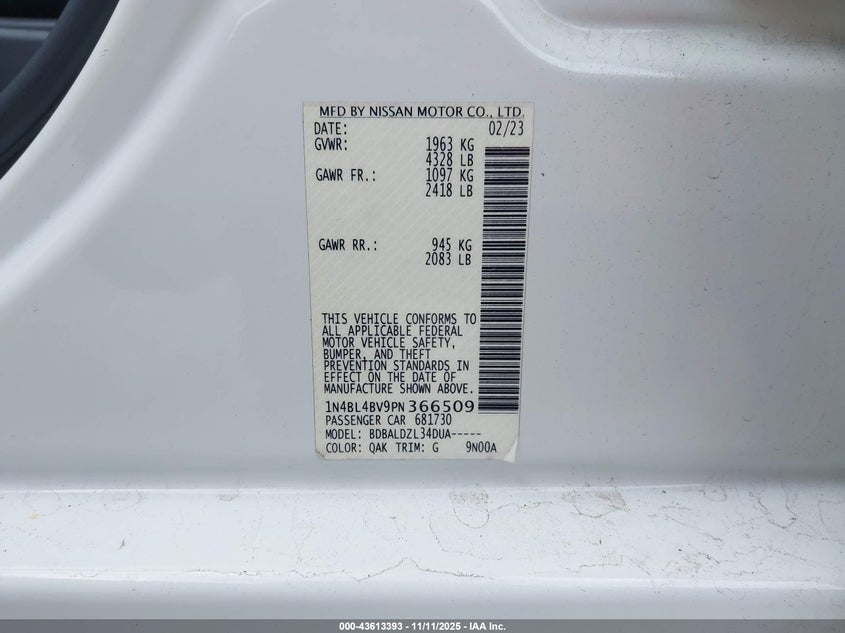 MFD BY NISSAN MOTOR CO., LTD.
DATE: 02/23
GVWR: 1963 KG
4328 LB
GAWR FR.: 1097 KG
2418 LB
GAWR RR.: 945 KG
2083 LB
THIS VEHICLE CONFORMS TO
ALL APPLICABLE FEDERAL
MOTOR VEHICLE SAFETY,
BUMPER, AND THEFT
PREVENTION STANDARDS IN
EFFECT ON THE DATE OF
MANUFACTURE SHOWN ABOVE.
1N4BL4BV9PN366509
PASSENGER CAR 681730
MODEL: BDBALDZL34DUA-----
COLOR: QAK TRIM: G 9N00A
000-43613393 - 11/11/2025 - IAA Inc.